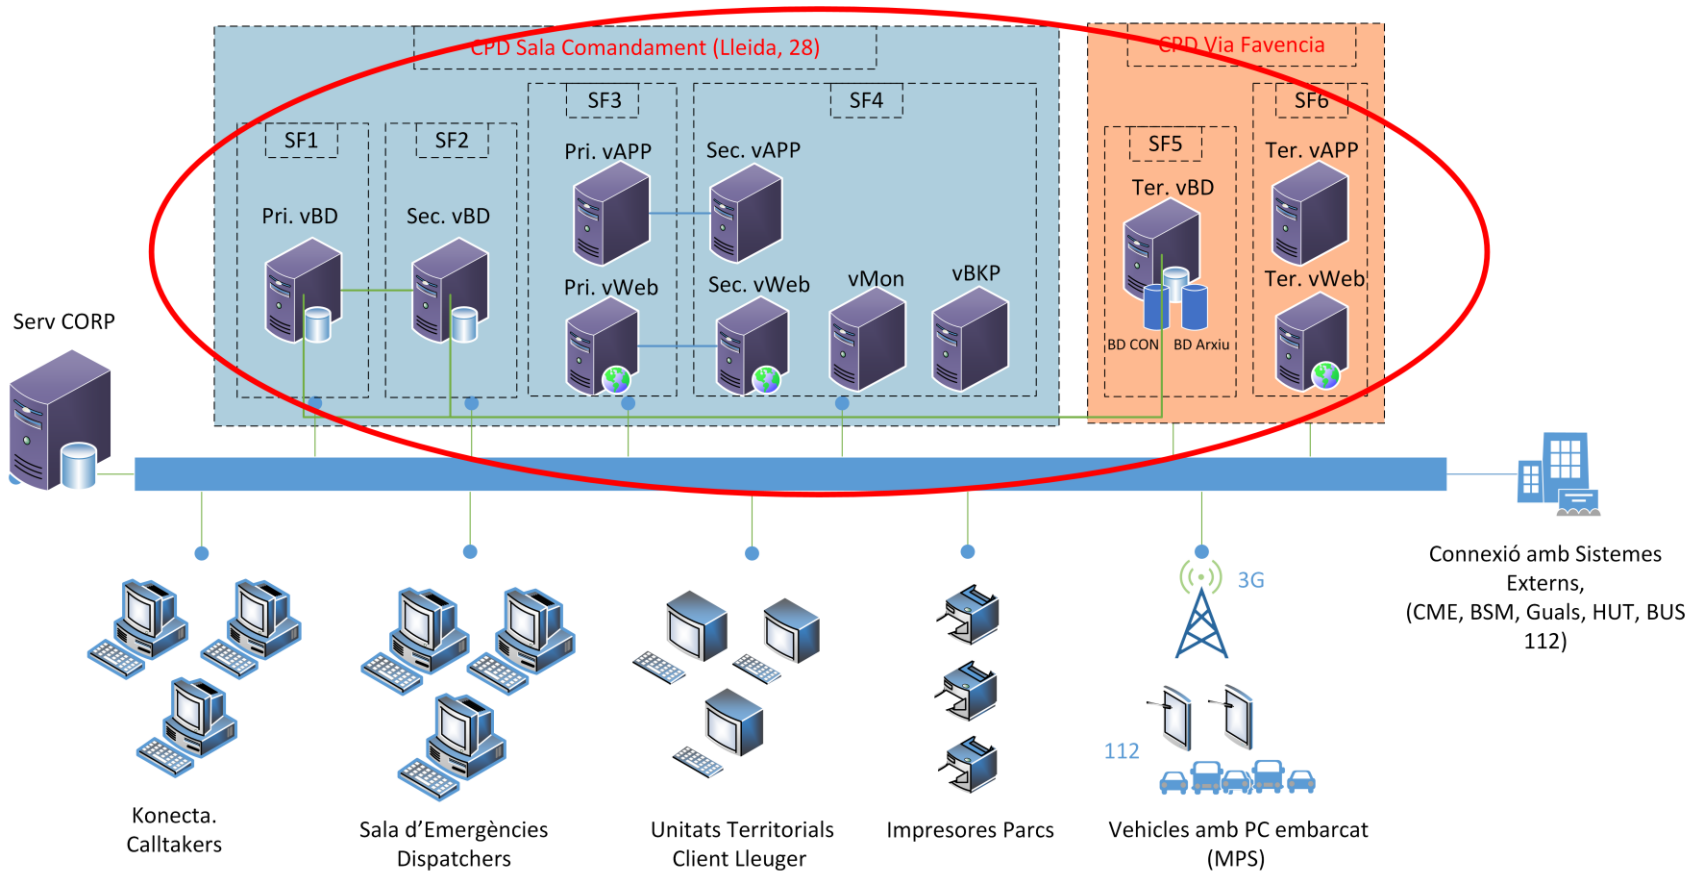 CPD Sala Comandament (Lleida, 28)
CPD Via Favencia
SF1
SF2
SF3
SF4
SF5
SF6
Pri. vBD
Sec. vBD
Pri. vAPP
Sec. vAPP
Pri. vWeb
Sec. vWeb
vMon
vBKP
Ter. vBD
BD CON
BD Arxiu
Ter. vAPP
Ter. vWeb
Serv CORP
Connexió amb Sistemes
Externs,
(CME, BSM, Guals, HUT, BUS
112)
3G
112
Konecta.
Calltakers
Sala d’Emergències
Dispatchers
Unitats Territorials
Client Lleuger
Impresores Parcs
Vehicles amb PC embarcat
(MPS)